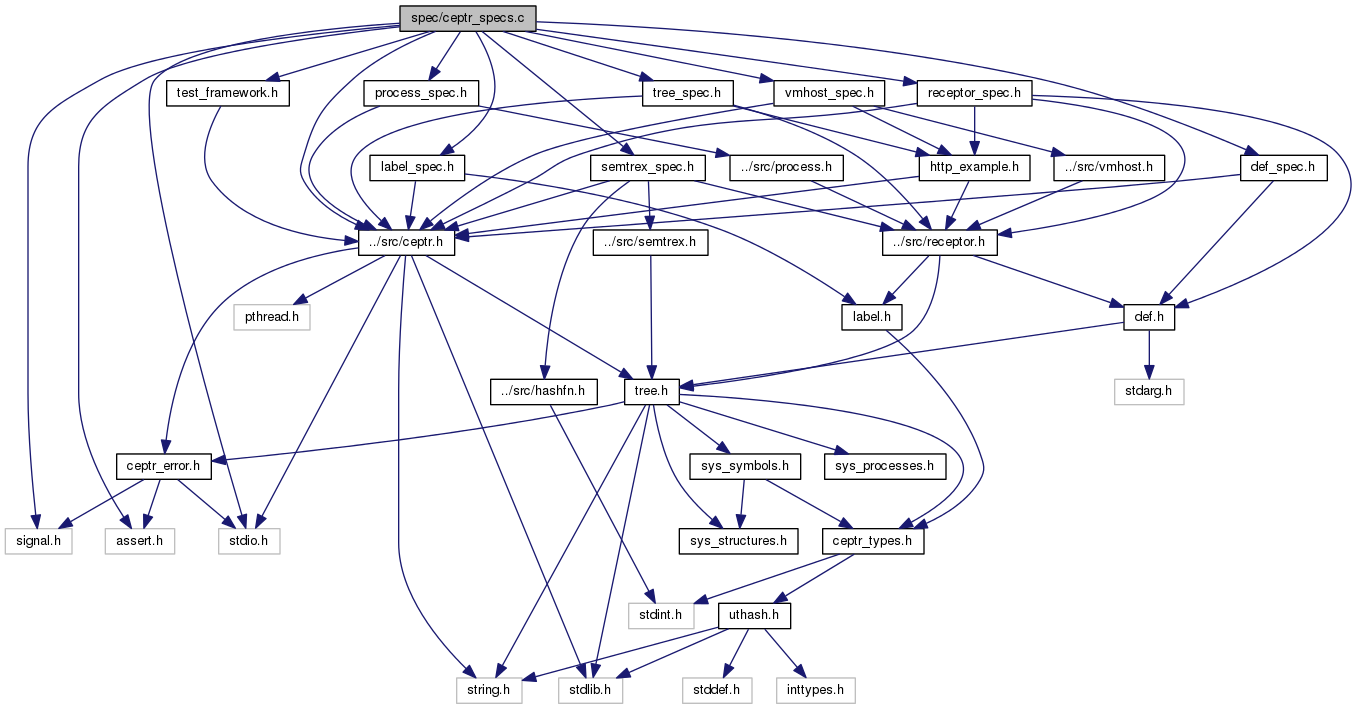 spec/ceptr_specs.c
test_framework.h
process_spec.h
tree_spec.h
vmhost_spec.h
receptor_spec.h
label_spec.h
semtrex_spec.h
../src/process.h
http_example.h
../src/vmhost.h
def_spec.h
../src/ceptr.h
../src/semtrex.h
../src/receptor.h
pthread.h
label.h
def.h
../src/hashfn.h
tree.h
stdarg.h
ceptr_error.h
sys_symbols.h
sys_processes.h
signal.h
assert.h
stdio.h
sys_structures.h
ceptr_types.h
stdint.h
uthash.h
string.h
stdlib.h
stddef.h
inttypes.h